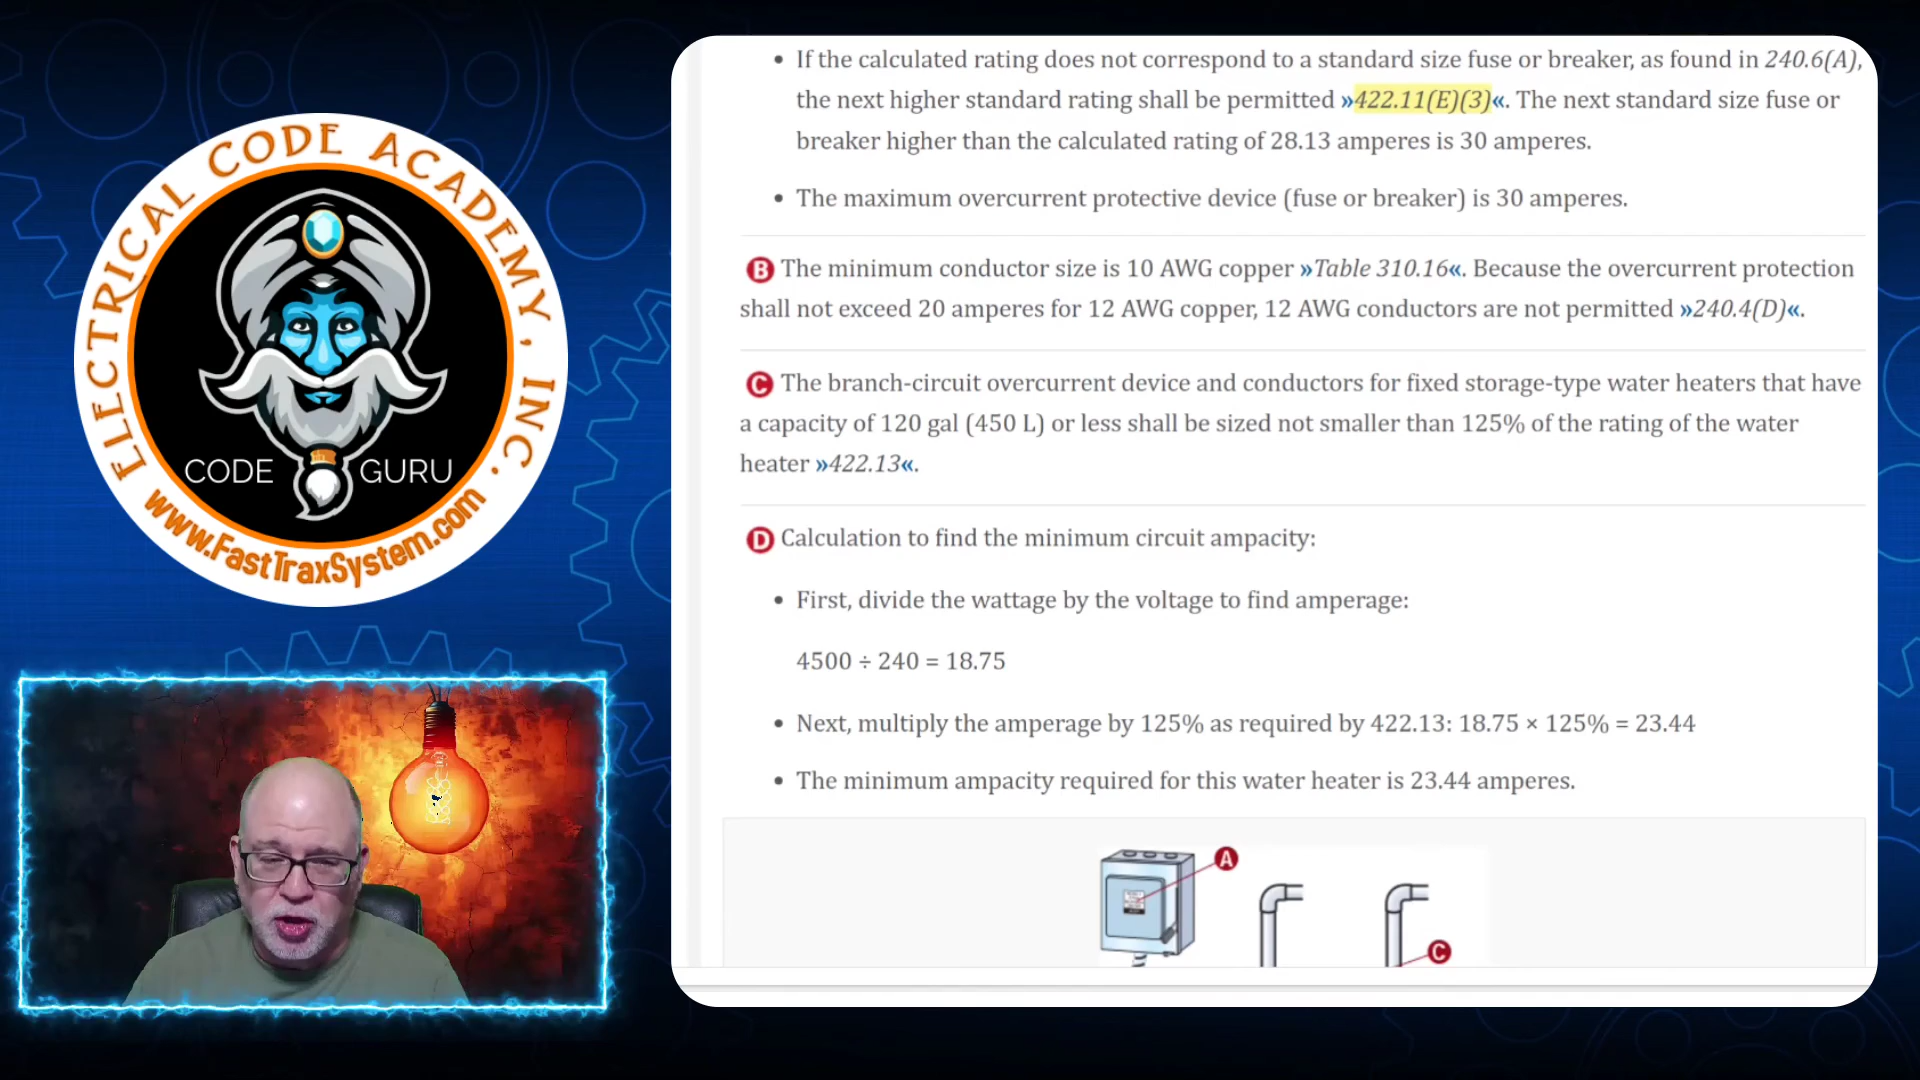 ELECTRICAL CODE ACADEMY, INC.
CODE GURU
www.FastTraxSystem.com
• If the calculated rating does not correspond to a standard size fuse or breaker, as found in 240.6(A),
the next higher standard rating shall be permitted »422.11(E)(3)«. The next standard size fuse or
breaker higher than the calculated rating of 28.13 amperes is 30 amperes.
• The maximum overcurrent protective device (fuse or breaker) is 30 amperes.
B The minimum conductor size is 10 AWG copper »Table 310.16«. Because the overcurrent protection
shall not exceed 20 amperes for 12 AWG copper, 12 AWG conductors are not permitted »240.4(D)«.
C The branch-circuit overcurrent device and conductors for fixed storage-type water heaters that have
a capacity of 120 gal (450 L) or less shall be sized not smaller than 125% of the rating of the water
heater »422.13«.
D Calculation to find the minimum circuit ampacity:
• First, divide the wattage by the voltage to find amperage:
4500 ÷ 240 = 18.75
• Next, multiply the amperage by 125% as required by 422.13: 18.75 × 125% = 23.44
• The minimum ampacity required for this water heater is 23.44 amperes.
A
C